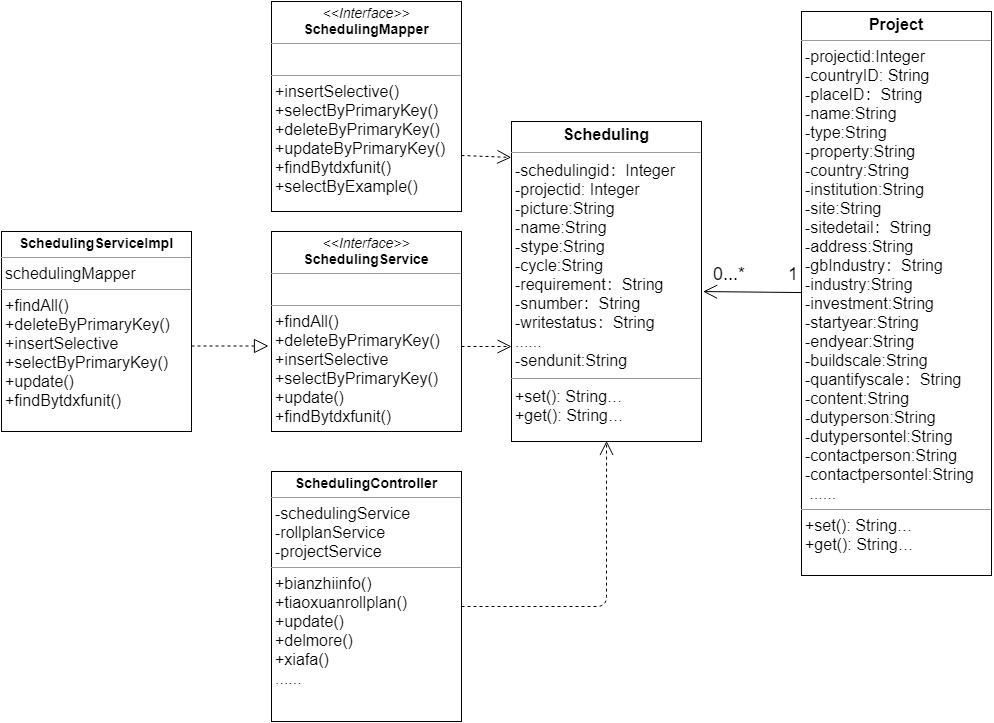 <<Interface>>
SchedulingMapper
+insertSelective()
+selectByPrimaryKey()
+deleteByPrimaryKey()
+updateByPrimaryKey()
+findBytdxfunit()
+selectByExample()
SchedulingServiceImpl
schedulingMapper
+findAll()
+deleteByPrimaryKey()
+insertSelective
+selectByPrimaryKey()
+update()
+findBytdxfunit()
<<Interface>>
SchedulingService
+findAll()
+deleteByPrimaryKey()
+insertSelective
+selectByPrimaryKey()
+update()
+findBytdxfunit()
SchedulingController
-schedulingService
-rollplanService
-projectService
+bianzhiinfo()
+tiaoxuanrollplan()
+update()
+delmore()
+xiafa()
……
Scheduling
-schedulingid：Integer
-projectid: Integer
-picture:String
-name:String
-stype:String
-cycle:String
-requirement：String
-snumber：String
-writestatus：String
……
-sendunit:String
+set(): String…
+get(): String…
0...* 1
Project
-projectid:Integer
-countryID: String
-placeID：String
-name:String
-type:String
-property:String
-country:String
-institution:String
-site:String
-sitedetail：String
-address:String
-gbIndustry：String
-industry:String
-investment:String
-startyear:String
-endyear:String
-buildscale:String
-quantifyscale：String
-content:String
-dutyperson:String
-dutypersontel:String
-contactperson:String
-contactpersontel:String
……
+set(): String…
+get(): String…